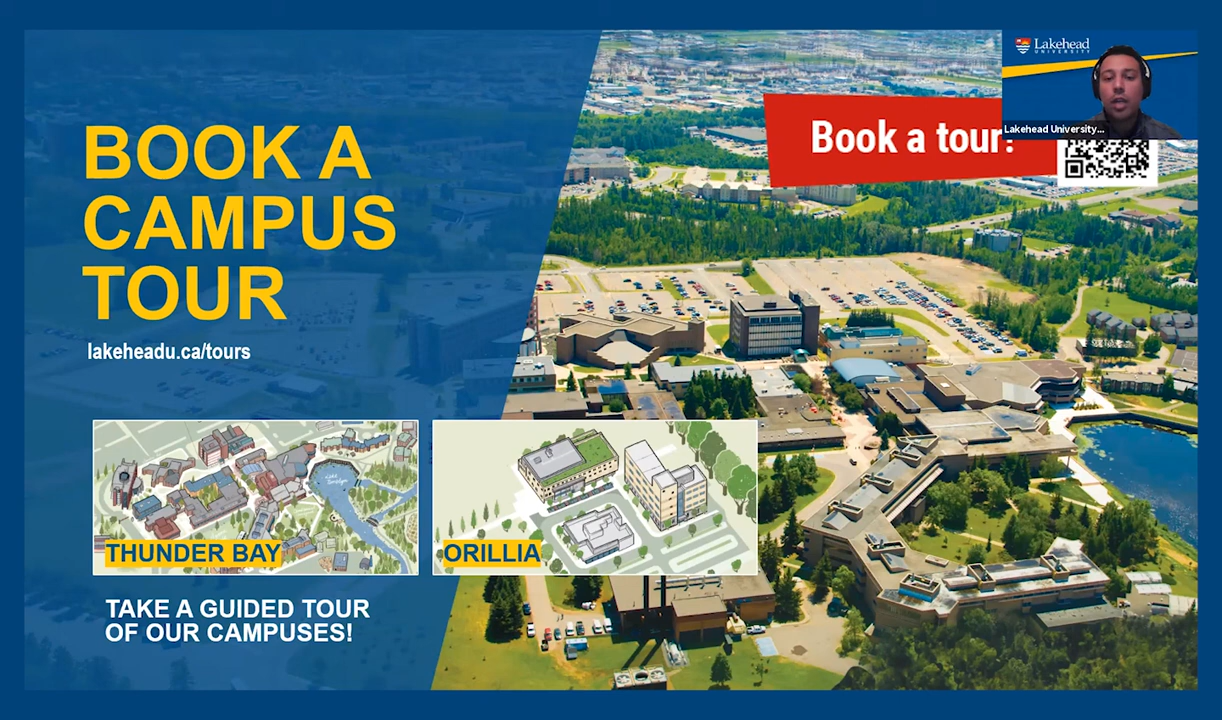 BOOK A
CAMPUS
TOUR
lakeheadu.ca/tours
THUNDER BAY
ORILLIA
TAKE A GUIDED TOUR
OF OUR CAMPUSES!
Book a tour!
Lakehead
UNIVERSITY
Lakehead University...